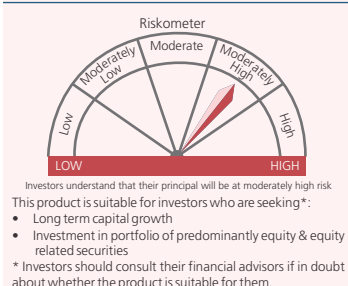 Riskometer
Low
Moderately
Low
Moderate
Moderately
High
High
LOW HIGH
Investors understand that their principal will be at moderately high risk
This product is suitable for investors who are seeking*:
• Long term capital growth
• Investment in portfolio of predominantly equity & equity
related securities
* Investors should consult their financial advisors if in doubt
about whether the product is suitable for them.